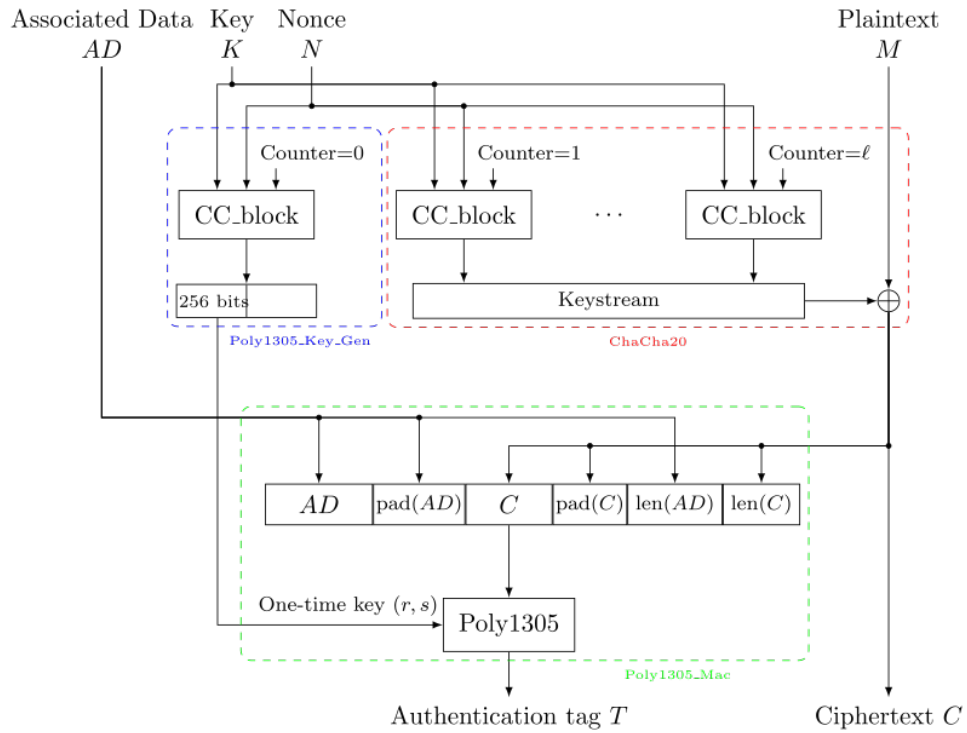 Associated Data Key Nonce Plaintext
AD K N M
Counter=0 Counter=1 Counter=ℓ
CC_block CC_block ··· CC_block
256 bits Keystream
Poly1305_Key_Gen ChaCha20
AD pad(AD) C pad(C) len(AD) len(C)
One-time key (r, s)
Poly1305
Poly1305_Mac
Authentication tag T Ciphertext C